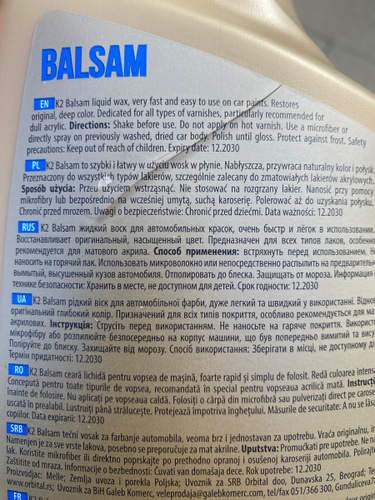 BALSAM
EN K2 Balsam liquid wax, very fast and easy to use on car paints. Restores
original, deep color. Dedicated for all types of varnishes, particularly recommended for
dull acrylic. Directions: Shake before use. Do not apply on hot varnish. Use a microfiber or
directly spray on previously washed, dried car body. Polish until gloss. Protect against frost. Safety
precautions: Keep out of reach of children. Expiry date: 12.2030
PL K2 Balsam to szybki i łatwy w użyciu wosk w płynie. Nabłyszcza, przywraca naturalny kolor i połysk.
Przeznaczony do wszystkich typów lakierów, szczególnie zalecany do zmatowiałych lakierów akrylowych.
Sposób użycia: Przed użyciem wstrząsnąć. Nie stosować na rozgrzany lakier. Nanosić przy pomocy
mikrofibry lub bezpośrednio na wcześniej umytą, suchą karoserię. Polerować aż do uzyskania połysku.
Chronić przed mrozem. Uwagi o bezpieczeństwie: Chronić przed dziećmi. Data ważności: 12.2030
RUS K2 Balsam жидкий воск для автомобильных красок, очень быстр и лёгок в использовании.
Восстанавливает оригинальный, насыщенный цвет. Предназначен для всех типов лаков, особенно
рекомендуется для матового акрила. Способ применения: встряхнуть перед использованием. Не
наносить на горячий лак. Использовать микроволокно или непосредственно распылить на предварительно
вымытый, высушенный кузов автомобиля. Отполировать до блеска. Защищать от мороза. Информация о
технике безопасности: Хранить в месте, не доступном для детей. Срок годности: 12.2030
UA K2 Balsam рідкий віск для автомобільної фарби, дуже легкий та швидкий у використанні. Відновлює
оригінальний глибокий колір. Призначений для всіх типів покриття, особливо рекомендується для матових
акрилових. Інструкція: Струсіть перед використанням. Не наносьте на гаряче покриття. Використовуйте
мікрофібру або розпилюйте безпосередньо на корпус машини, що був попередньо вимитий та висушений.
Поліруйте до блиску. Захищайте від морозу. Спосіб використання: Зберігати в місці, не доступному для
Термін придатності: 12.2030
RO K2 Balsam ceară lichidă pentru vopsea de mașină, foarte rapid și simplu de folosit. Redă culoarea intensă
Concepută pentru toate tipurile de vopsea, recomandată în special pentru vopseaua acrilică mată.
înainte de folosire. Nu aplicați pe vopseaua caldă. Folosiți o cârpă din microfibră sau pulverizați direct pe
uscată în prealabil. Lustruiți până strălucește. Protejează împotriva înghețului. Măsurile de securitate: A nu se
copiilor. Data expirării: 12.2030
SRB K2 Balsam tečni vosak za farbanje automobila, veoma brz i jednostavan za upotrebu. Vraća originalnu,
Namenjen je za sve vrste lakova, posebno se preporučuje za mat akril. Uputstva: Promućkati pre upotrebe. Ne
lak. Koristite mikrofiber ili direktno poprskajte po prethodno opranoj i osušenoj karoseriji automobila.
Zaštitite od mraza. Informacije o bezbednosti: Čuvati van domašaja dece. Rok upotrebe: 12.2030
Proizvodjac: Melle; Zemlja uvoza i porekla Poljska; Uvoznik za SRB Orbital doo, Dunavska 25, Beograd;
www.orbital.rs; Uvoznik za BiH Galeb Komerc, veleprodaja@galebkomerc.com, tel/fax 051/366 300,
FR